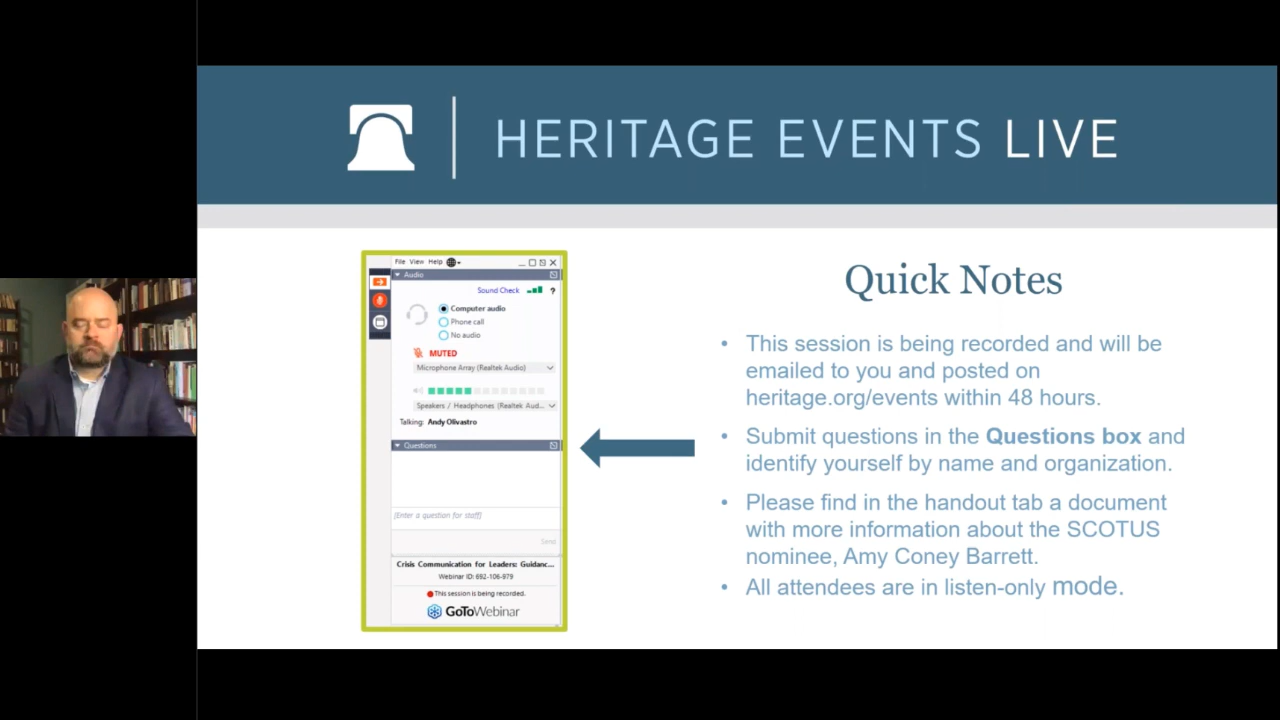 HERITAGE EVENTS LIVE
File View Help
Audio
Sound Check ?
Computer audio
Phone call
No audio
MUTED
Microphone Array (Realtek Audio)
Speakers / Headphones (Realtek Aud...
Talking: Andy Olivastro
Questions
[Enter a question for staff]
Send
Crisis Communication for Leaders: Guidanc...
Webinar ID: 692-106-979
This session is being recorded.
GoToWebinar
Quick Notes
• This session is being recorded and will be
emailed to you and posted on
heritage.org/events within 48 hours.
• Submit questions in the Questions box and
identify yourself by name and organization.
• Please find in the handout tab a document
with more information about the SCOTUS
nominee, Amy Coney Barrett.
• All attendees are in listen-only mode.